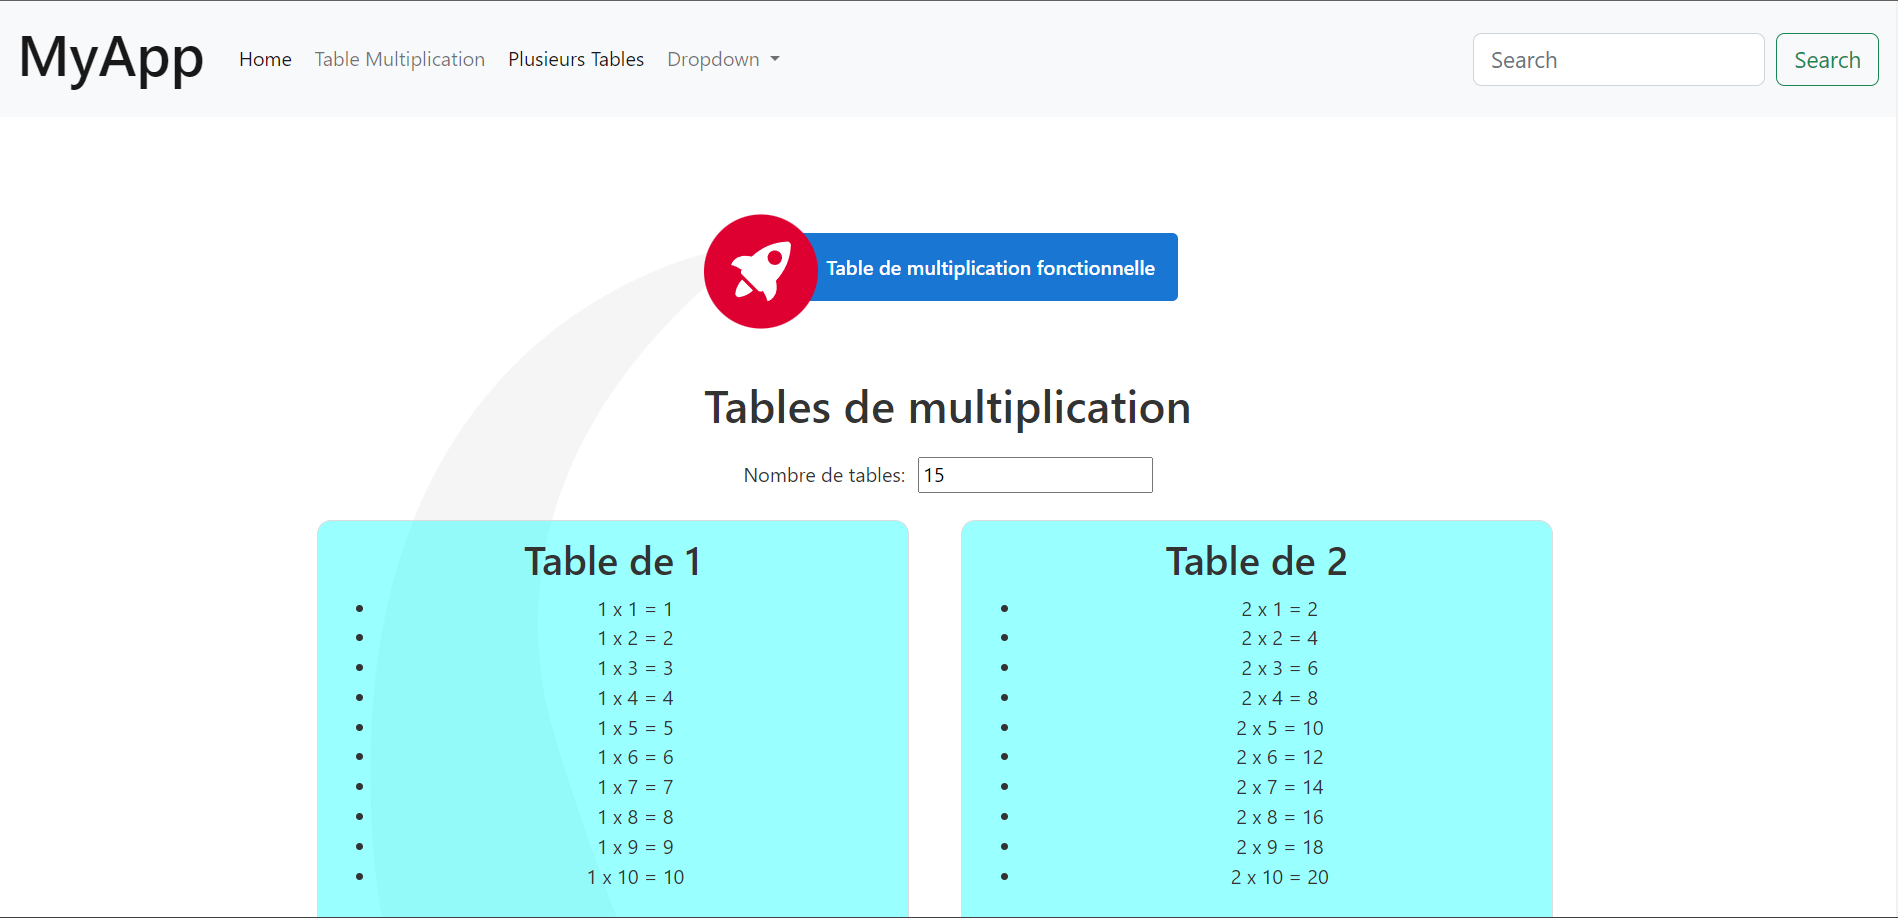 MyApp Home Table Multiplication Plusieurs Tables Dropdown Search Search
Table de multiplication fonctionnelle
Tables de multiplication
Nombre de tables: 15
Table de 1
1 x 1 = 1
1 x 2 = 2
1 x 3 = 3
1 x 4 = 4
1 x 5 = 5
1 x 6 = 6
1 x 7 = 7
1 x 8 = 8
1 x 9 = 9
1 x 10 = 10
Table de 2
2 x 1 = 2
2 x 2 = 4
2 x 3 = 6
2 x 4 = 8
2 x 5 = 10
2 x 6 = 12
2 x 7 = 14
2 x 8 = 16
2 x 9 = 18
2 x 10 = 20